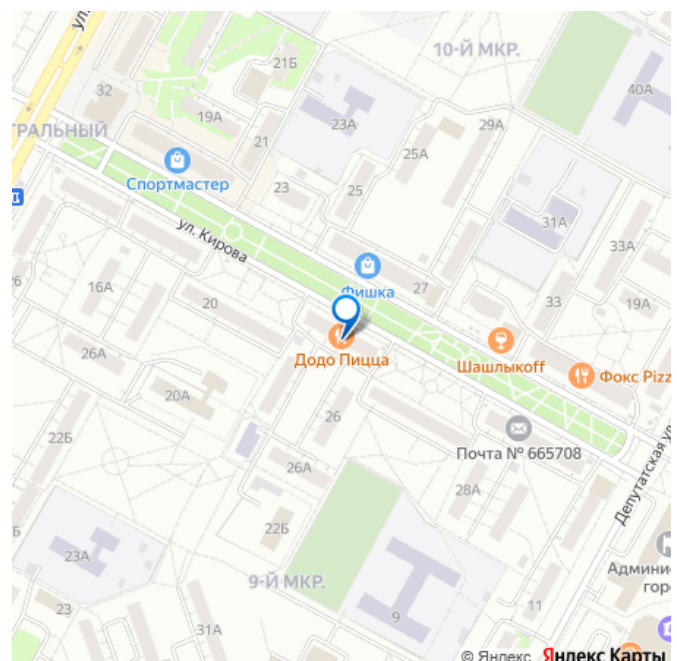 ул.
10-Й МКР.
21Б
32
40А
19А
23А
29А
ТРАЛЬНЫЙ
21
25А
Спортмастер
23
25
31А
ул. Кирова
33А
26
16А
Фишка
27
20
33
19А
Додо Пицца
Шашлыкоff
Фокс Pizz
26А
20А
26
22Б
Почта № 665708
26А
28А
Депутатская ул.
22Б
23А
Админи
гор
9-Й МКР.
23
31А
9
11
© Яндекс Яндекс Карты